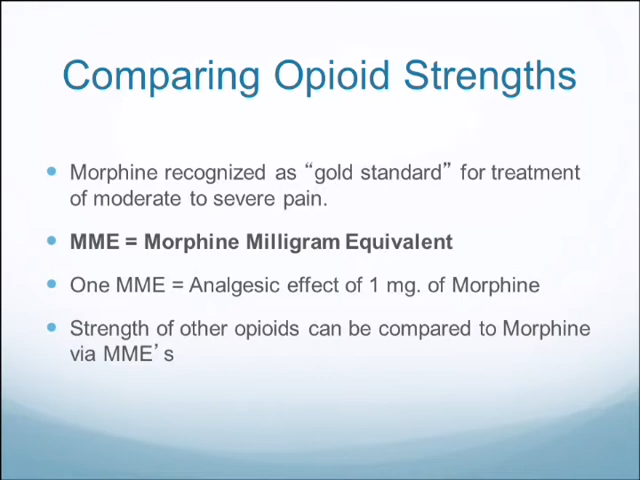 Comparing Opioid Strengths
• Morphine recognized as “gold standard” for treatment
of moderate to severe pain.
• MME = Morphine Milligram Equivalent
• One MME = Analgesic effect of 1 mg. of Morphine
• Strength of other opioids can be compared to Morphine
via MME’s